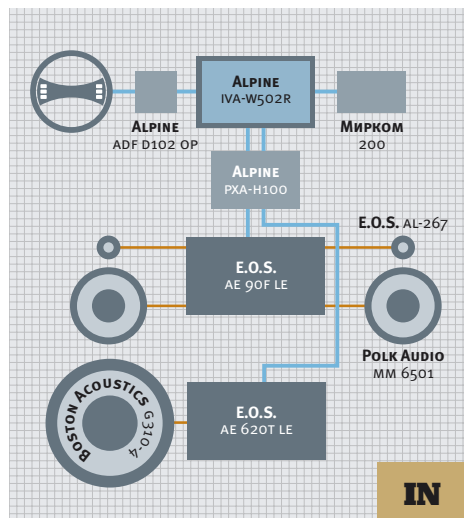 ALPINE
IVA-W502R
ALPINE
ADF D102 OP
МИРКОМ
200
ALPINE
PXA-H100
E.O.S. AL-267
E.O.S.
AE 90F LE
POLK AUDIO
MM 6501
BOSTON ACOUSTICS G310-4
E.O.S.
AE 620T LE
IN